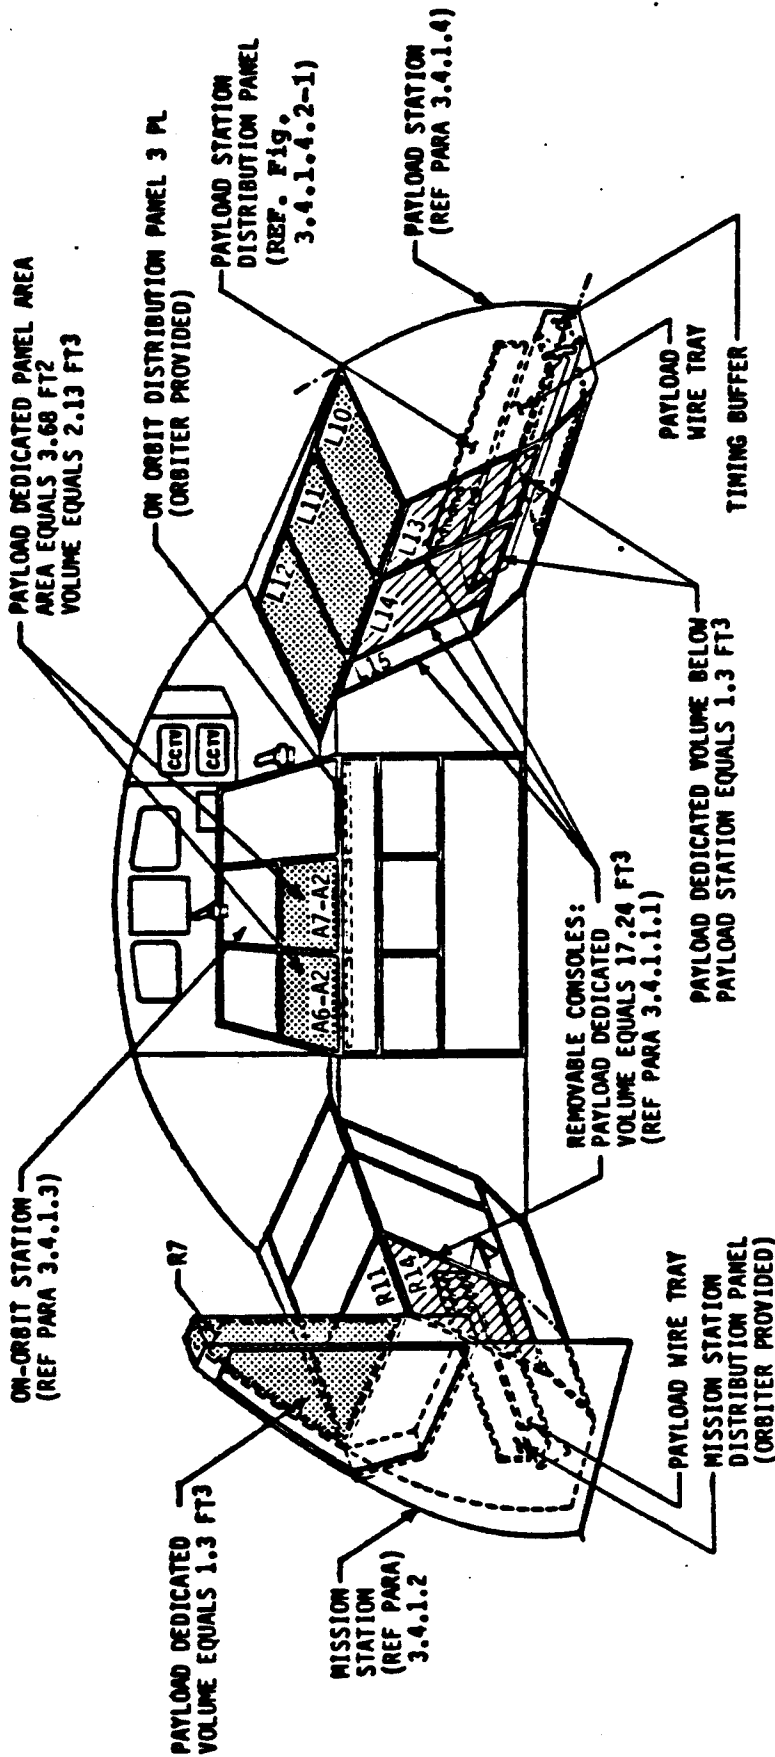 PAYLOAD DEDICATED
VOLUME EQUALS 1.3 FT3
ON-ORBIT STATION
(REF PARA 3.4.1.3)
R7
PAYLOAD DEDICATED PANEL AREA
AREA EQUALS 3.68 FT2
VOLUME EQUALS 2.13 FT3
ON ORBIT DISTRIBUTION PANEL 3 PL
(ORBITER PROVIDED)
PAYLOAD STATION
DISTRIBUTION PANEL
(REF. Fig.
3.4.1.4.2-1)
PAYLOAD STATION
(REF PARA 3.4.1.4)
CCTV
CCTV
A6-A2
A7-A2
L12
L11
L10
L15
L14
L13
R11
R14
MISSION
STATION
(REF PARA)
3.4.1.2
PAYLOAD WIRE TRAY
MISSION STATION
DISTRIBUTION PANEL
(ORBITER PROVIDED)
REMOVABLE CONSOLES:
PAYLOAD DEDICATED
VOLUME EQUALS 17.24 FT3
(REF PARA 3.4.1.1.1)
PAYLOAD DEDICATED VOLUME BELOW
PAYLOAD STATION EQUALS 1.3 FT3
PAYLOAD
WIRE TRAY
TIMING BUFFER